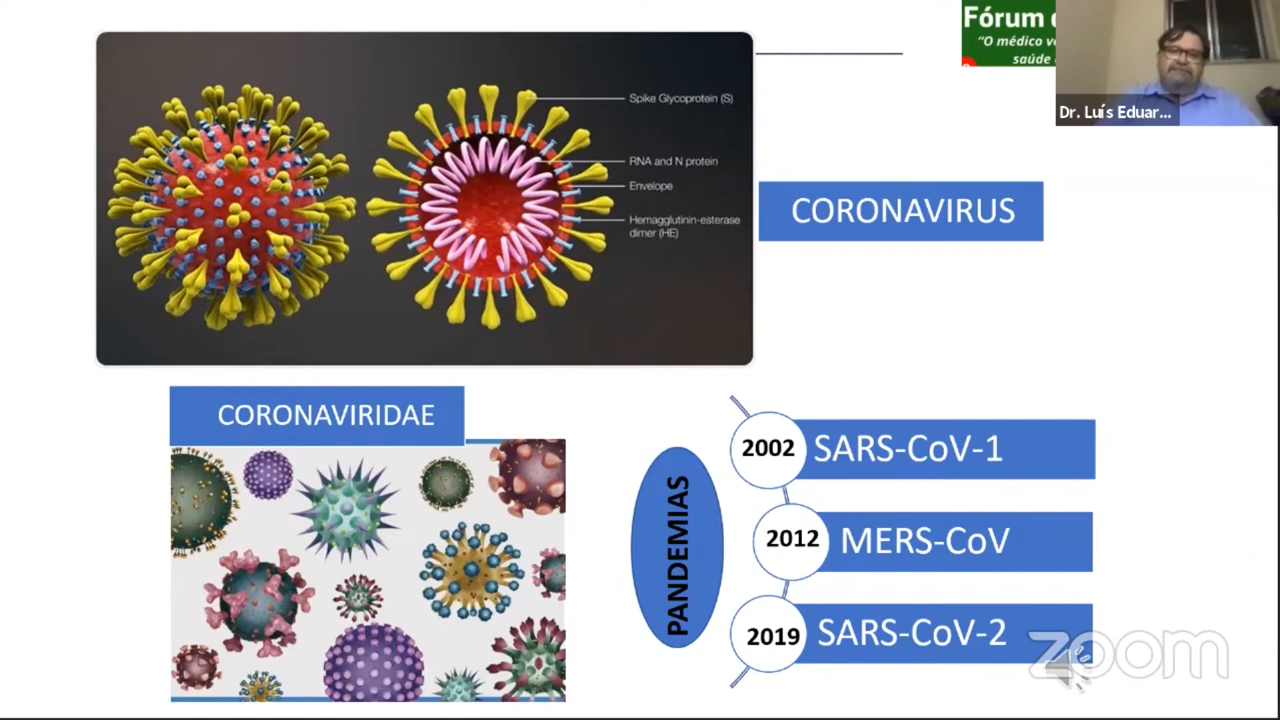 Fórum
"O médico
saúde
Dr. Luís Eduar...
Spike Glycoprotein (S)
RNA and N protein
Envelope
Hemagglutinin-esterase
dimer (HE)
CORONAVIRUS
CORONAVIRIDAE
PANDEMIAS
2002 SARS-CoV-1
2012 MERS-CoV
2019 SARS-CoV-2
zoom